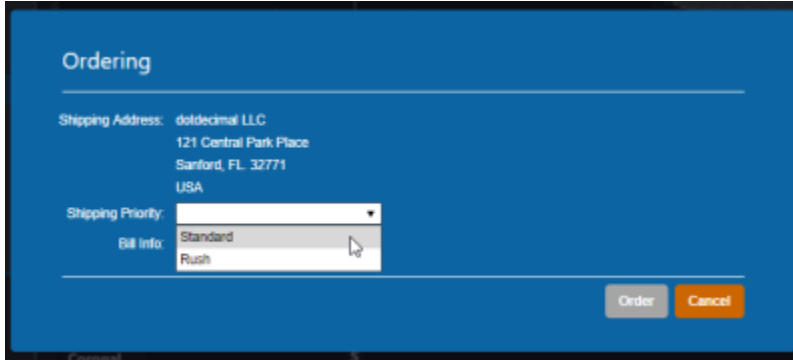 Ordering
Shipping Address: dotdecimal LLC
121 Central Park Place
Sanford, FL. 32771
USA
Shipping Priority:
Standard
Bill Info:
Rush
Order Cancel
Coronal